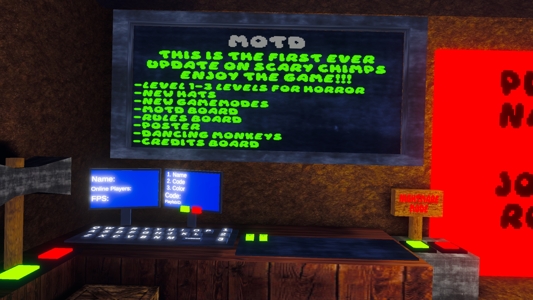 MOTD
THIS IS THE FIRST EVER
UPDATE ON SCARY CHIMPS
ENJOY THE GAME!!!
-LEVEL 1-3 LEVELS FOR HORROR
-NEW HATS
-NEW GAMEMODES
-MOTD BOARD
-RULES BOARD
-POSTER
-DANCING MONKEYS
-CREDITS BOARD
Name:
Online Players:
FPS:
1. Name
2. Code
3. Color
Code: